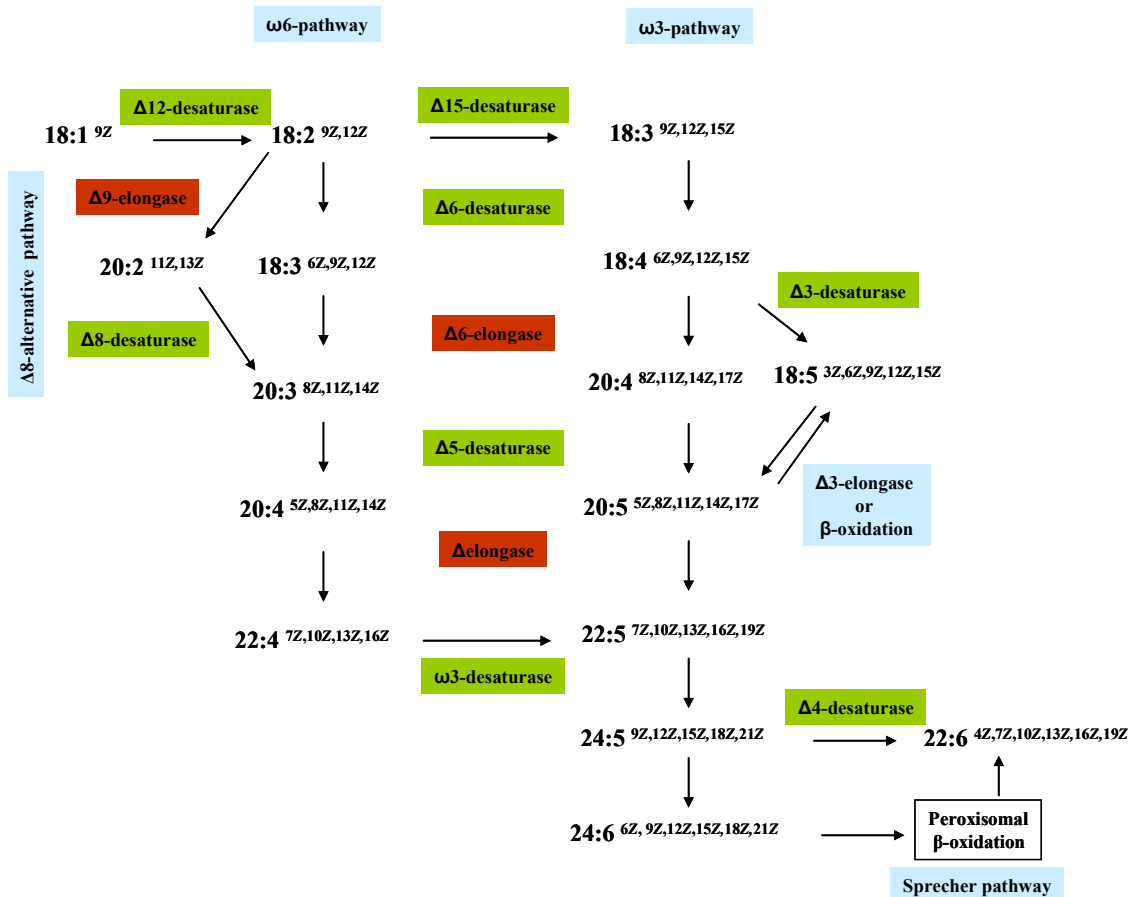 ω6-pathway
ω3-pathway
Δ12-desaturase
Δ15-desaturase
18:1 9Z
18:2 9Z,12Z
18:3 9Z,12Z,15Z
Δ8-alternative pathway
Δ9-elongase
Δ6-desaturase
20:2 11Z,13Z
18:3 6Z,9Z,12Z
18:4 6Z,9Z,12Z,15Z
Δ3-desaturase
Δ8-desaturase
Δ6-elongase
20:3 8Z,11Z,14Z
20:4 8Z,11Z,14Z,17Z
18:5 3Z,6Z,9Z,12Z,15Z
Δ5-desaturase
20:4 5Z,8Z,11Z,14Z
20:5 5Z,8Z,11Z,14Z,17Z
Δ3-elongase
or
β-oxidation
Δelongase
22:4 7Z,10Z,13Z,16Z
22:5 7Z,10Z,13Z,16Z,19Z
ω3-desaturase
Δ4-desaturase
24:5 9Z,12Z,15Z,18Z,21Z
22:6 4Z,7Z,10Z,13Z,16Z,19Z
24:6 6Z, 9Z,12Z,15Z,18Z,21Z
Peroxisomal
β-oxidation
Sprecher pathway